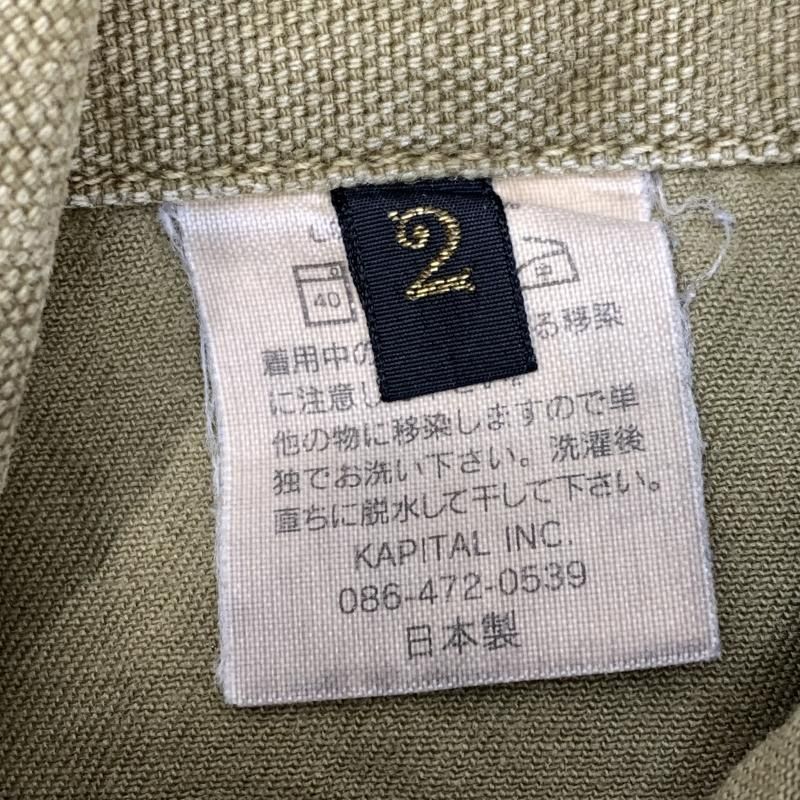 2
40
中
る移染
着用中の
に注意し
他の物に移染しますので単
独でお洗い下さい。洗濯後
直ちに脱水して干して下さい。
KAPITAL INC.
086-472-0539
日本製